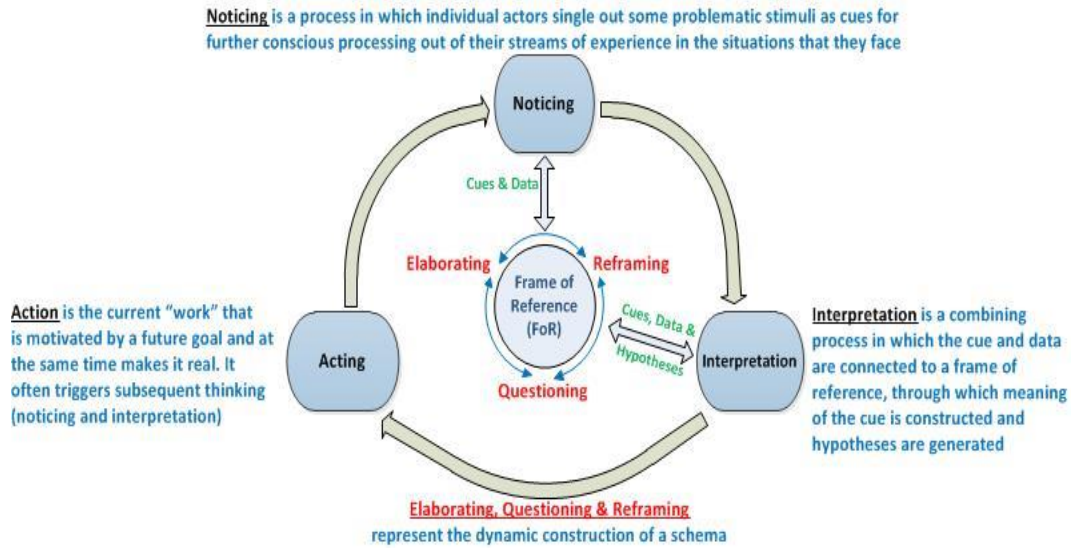 Noticing is a process in which individual actors single out some problematic stimuli as cues for
further conscious processing out of their streams of experience in the situations that they face
Noticing
Cues & Data
Elaborating
Reframing
Frame of
Reference
(FoR)
Cues, Data &
Hypotheses
Questioning
Action is the current “work” that
is motivated by a future goal and at
the same time makes it real. It
often triggers subsequent thinking
(noticing and interpretation)
Acting
Interpretation
Interpretation is a combining
process in which the cue and data
are connected to a frame of
reference, through which meaning
of the cue is constructed and
hypotheses are generated
Elaborating, Questioning & Reframing
represent the dynamic construction of a schema